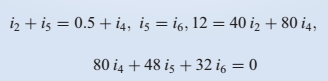 i₂ + i₅ = 0.5 + i₄, i₅ = i₆, 12 = 40 i₂ + 80 i₄,
80 i₄ + 48 i₅ + 32 i₆ = 0